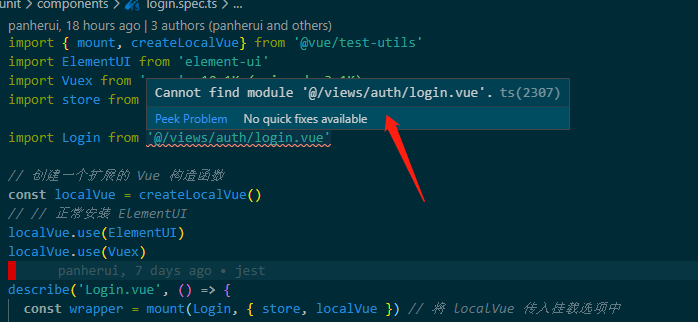 unit › components › login.spec.ts › ...
panherui, 18 hours ago | 3 authors (panherui and others)
import { mount, createLocalVue} from '@vue/test-utils'
import ElementUI from 'element-ui'
import Vuex from
import store from
Cannot find module '@/views/auth/login.vue'. ts(2307)
Peek Problem No quick fixes available
import Login from '@/views/auth/login.vue'
// 创建一个扩展的 Vue 构造函数
const localVue = createLocalVue()
// // 正常安装 ElementUI
localVue.use(ElementUI)
localVue.use(Vuex)
panherui, 7 days ago • jest
describe('Login.vue', () => {
const wrapper = mount(Login, { store, localVue }) // 将 localVue 传入挂载选项中